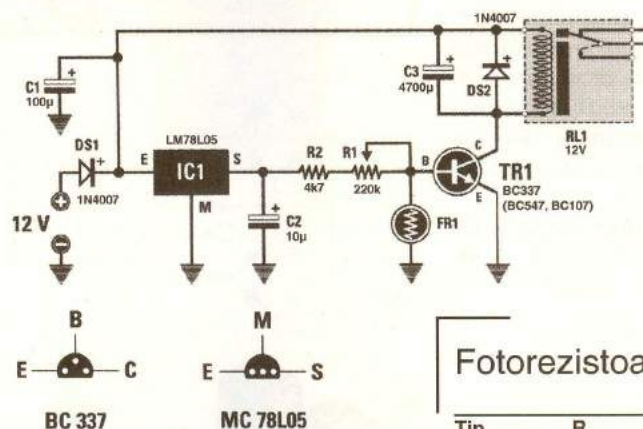 1N4007
C1
100µ
C3
4700µ
DS2
RL1
12V
LM78L05
DS1
E
IC1
S
M
1N4007
R2
4k7
R1
220k
B
C
TR1
BC337
(BC547, BC107)
E
12 V
C2
10µ
FR1
B
E
C
BC 337
M
E
S
MC 78L05
Fotorezistoa
Tip
R